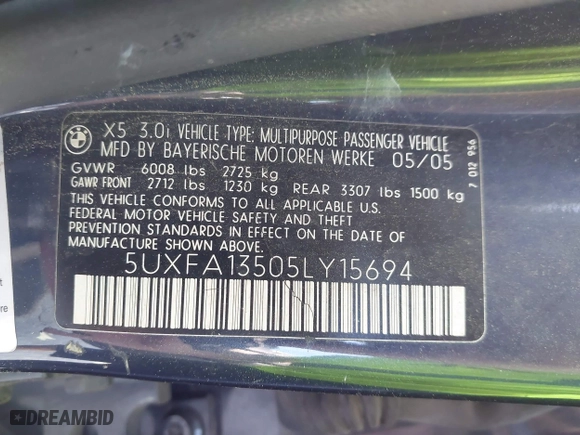 X5 3.0i VEHICLE TYPE: MULTIPURPOSE PASSENGER VEHICLE
MFD BY BAYERISCHE MOTOREN WERKE 05/05
GVWR 6008 lbs 2725 kg
GAWR FRONT 2712 lbs 1230 kg REAR 3307 lbs 1500 kg
THIS VEHICLE CONFORMS TO ALL APPLICABLE U.S.
FEDERAL MOTOR VEHICLE SAFETY AND THEFT
PREVENTION STANDARDS IN EFFECT ON THE DATE OF
MANUFACTURE SHOWN ABOVE.
7 012 956
5UXFA13505LY15694
DREAMBID